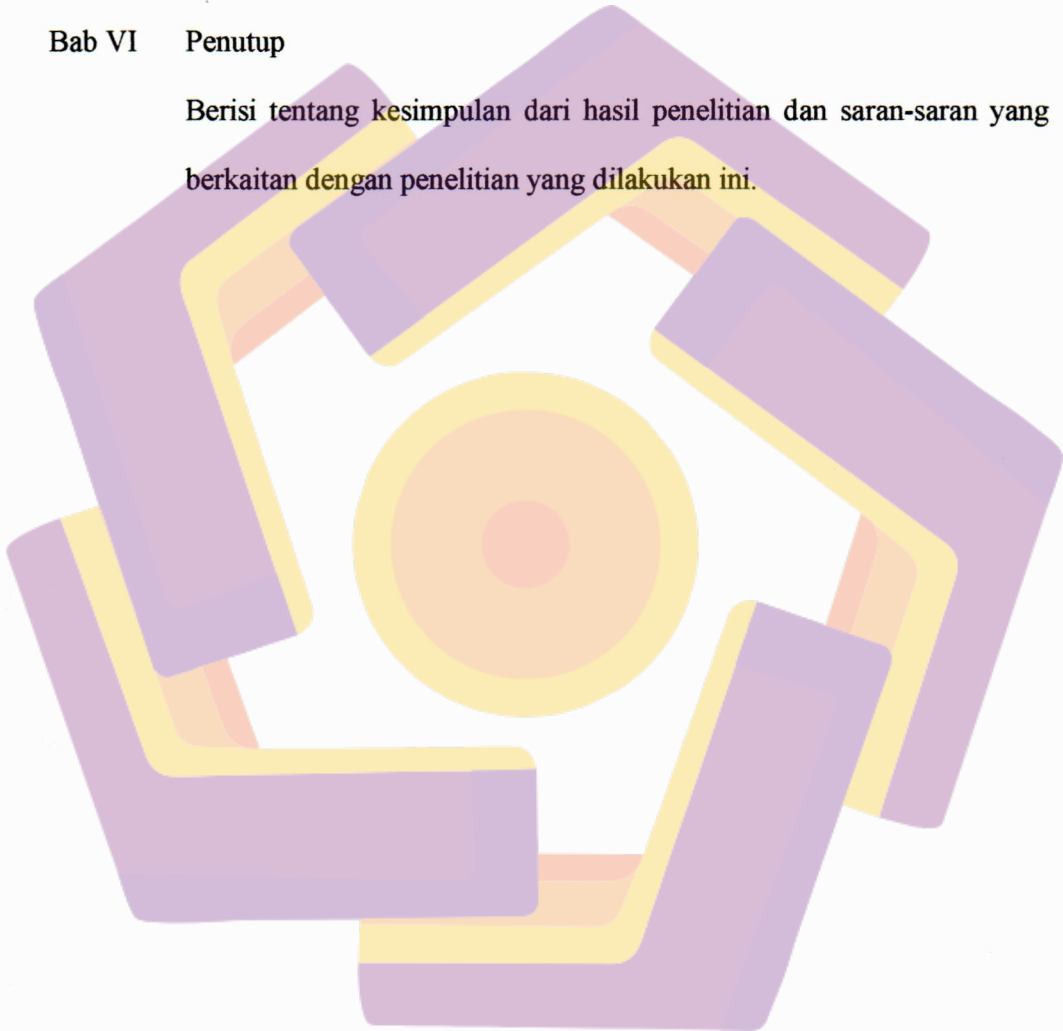 Bab VI Penutup
Berisi tentang kesimpulan dari hasil penelitian dan saran-saran yang
berkaitan dengan penelitian yang dilakukan ini.